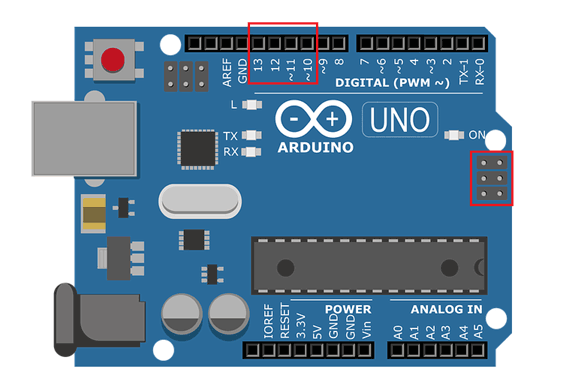 AREF
GND
13
12
~11
~10
~9
8
7
~6
~5
4
~3
2
TX-1
RX-0
DIGITAL (PWM ~)
L
TX
RX
ARDUINO
UNO
ON
POWER
ANALOG IN
IOREF
RESET
3.3V
5V
GND
GND
Vin
A0
A1
A2
A3
A4
A5